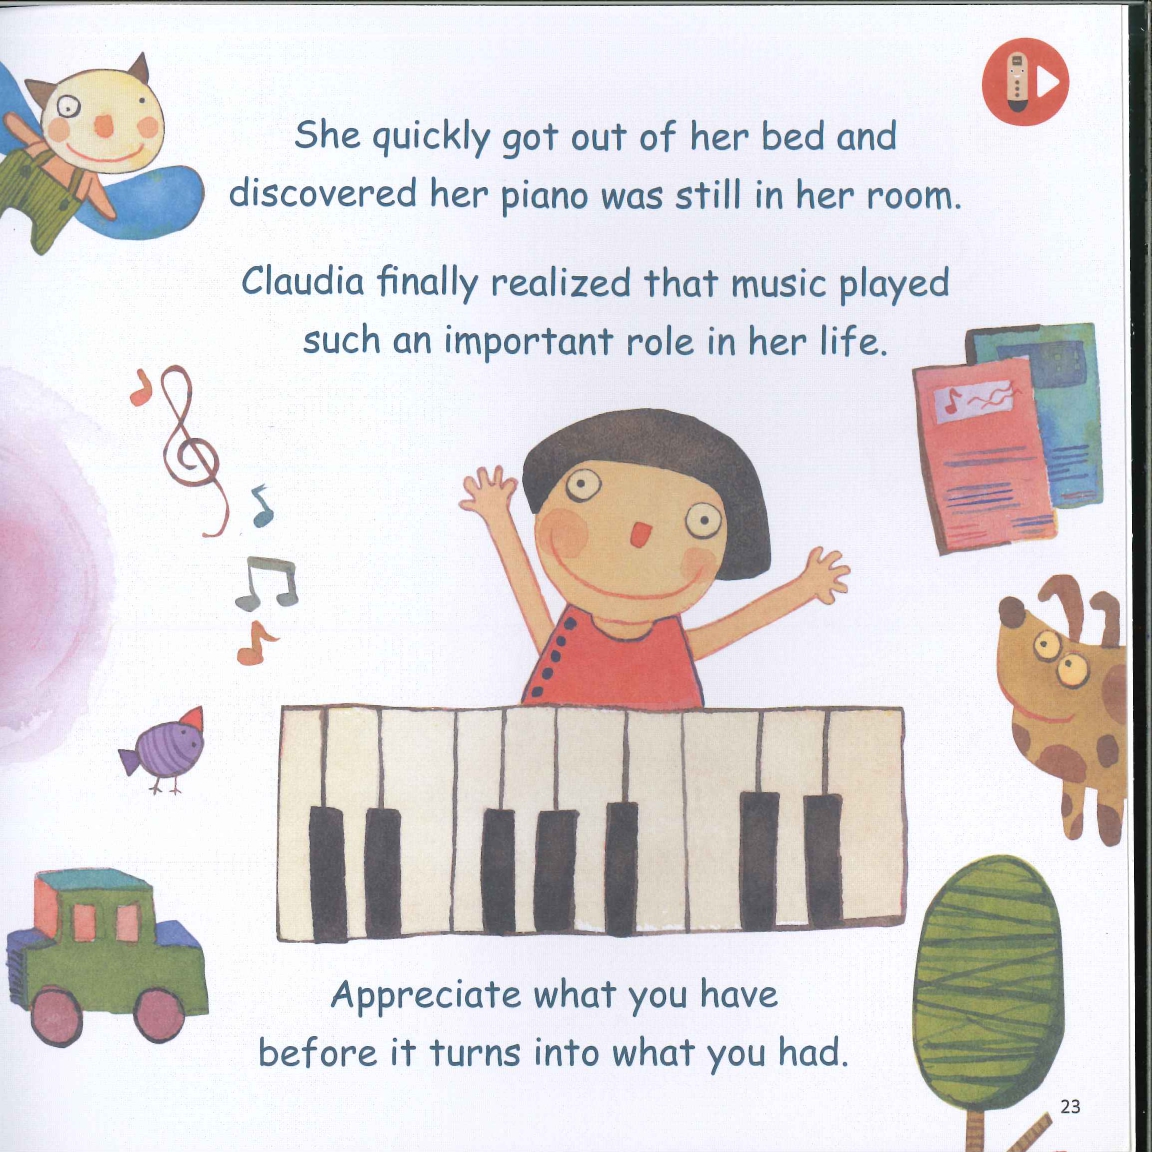 She quickly got out of her bed and
discovered her piano was still in her room.
Claudia finally realized that music played
such an important role in her life.
Appreciate what you have
before it turns into what you had.
23